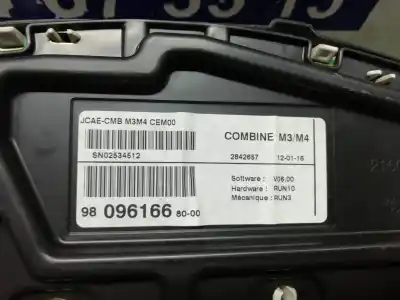 JCAE-CMB M3M4 CEM00
SN02534512
COMBINE M3/M4
2842687 12-01-16
Software : V06.00
Hardware : RUN10
Mécanique : RUN3
98 096166 80-00